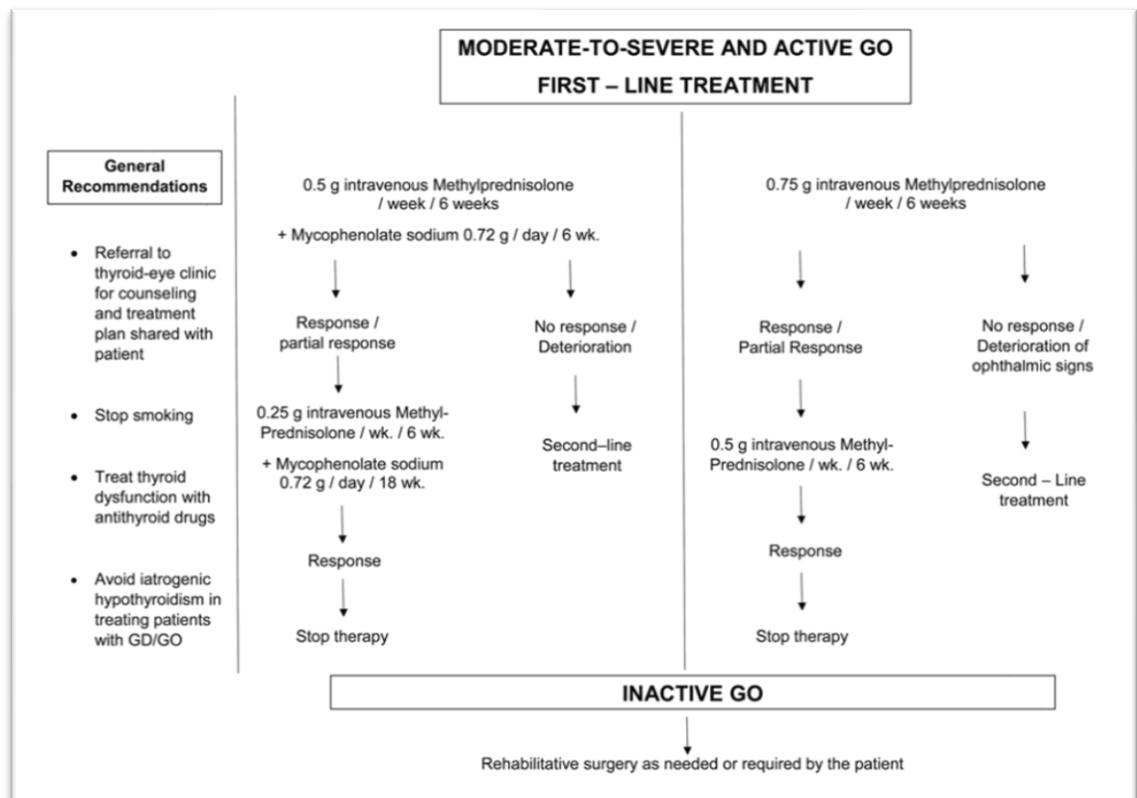 MODERATE-TO-SEVERE AND ACTIVE GO
FIRST – LINE TREATMENT
General
Recommendations
• Referral to
thyroid-eye clinic
for counseling
and treatment
plan shared with
patient
• Stop smoking
• Treat thyroid
dysfunction with
antithyroid drugs
• Avoid iatrogenic
hypothyroidism in
treating patients
with GD/GO
0.5 g intravenous Methylprednisolone
/ week / 6 weeks
+ Mycophenolate sodium 0.72 g / day / 6 wk.
Response /
partial response
0.25 g intravenous Methyl-
Prednisolone / wk. / 6 wk.
+ Mycophenolate sodium
0.72 g / day / 18 wk.
Response
Stop therapy
No response /
Deterioration
Second–line
treatment
0.75 g intravenous Methylprednisolone
/ week / 6 weeks
Response /
Partial Response
0.5 g intravenous Methyl-
Prednisolone / wk. / 6 wk.
Response
Stop therapy
No response /
Deterioration of
ophthalmic signs
Second – Line
treatment
INACTIVE GO
Rehabilitative surgery as needed or required by the patient